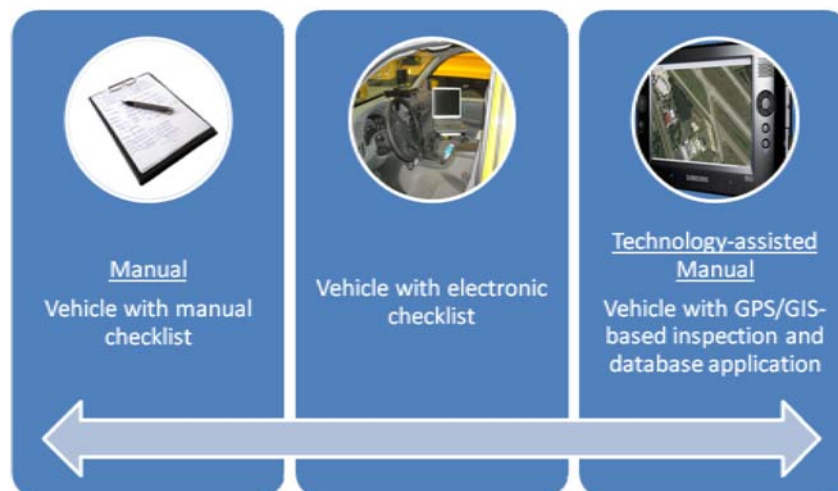 Manual
Vehicle with manual
checklist
Vehicle with electronic
checklist
SAMSUNG
Technology-assisted
Manual
Vehicle with GPS/GIS-
based inspection and
database application